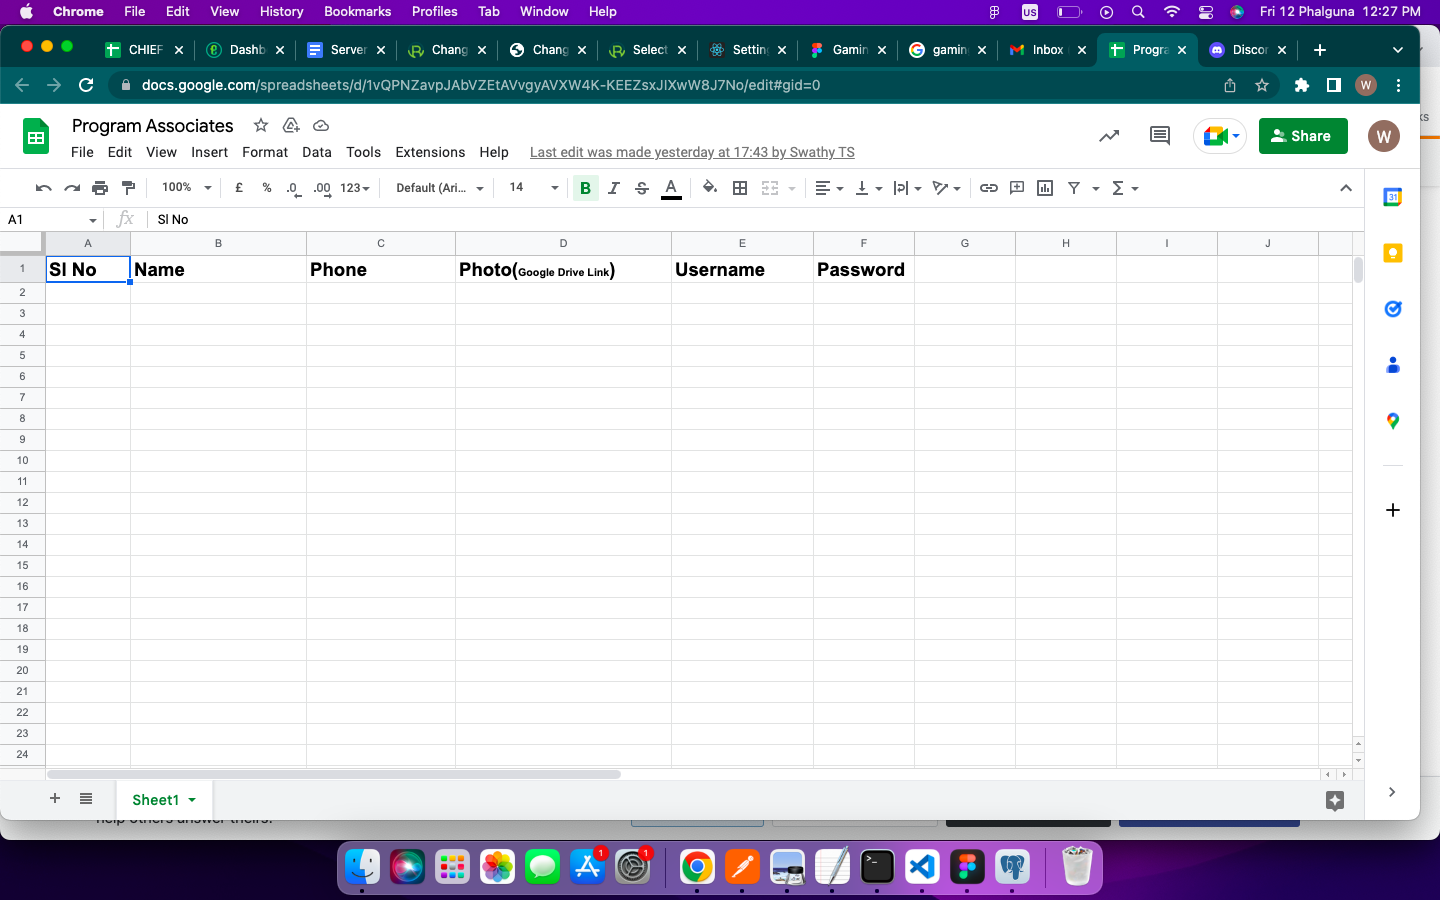 Chrome File Edit View History Bookmarks Profiles Tab Window Help US Fri 12 Phalguna 12:27 PM
CHIEF Dashb Server Chang Chang Select Settin Gamin gamin Inbox Progra Discor
docs.google.com/spreadsheets/d/1vQPNZavpJAbVZEtAVvgyAVXW4K-KEEZsxJIXwW8J7No/edit#gid=0 W
Program Associates
Share W
File Edit View Insert Format Data Tools Extensions Help Last edit was made yesterday at 17:43 by Swathy TS
100% £ % .0 .00 123 Default (Ari... 14 B I S A Σ
31
A1 fx Sl No
A B C D E F G H I J
1 Sl No Name Phone Photo(Google Drive Link) Username Password
2
3
4
5
6
7
8
9
10
11
12
13
14
15
16
17
18
19
20
21
22
23
24
Sheet1
1 1